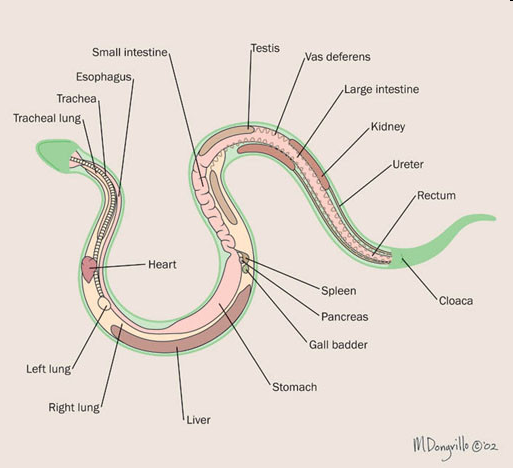 Small intestine
Testis
Vas deferens
Esophagus
Large intestine
Trachea
Tracheal lung
Kidney
Ureter
Rectum
Heart
Spleen
Cloaca
Pancreas
Gall badder
Left lung
Stomach
Right lung
Liver
MDongvillo ©'02